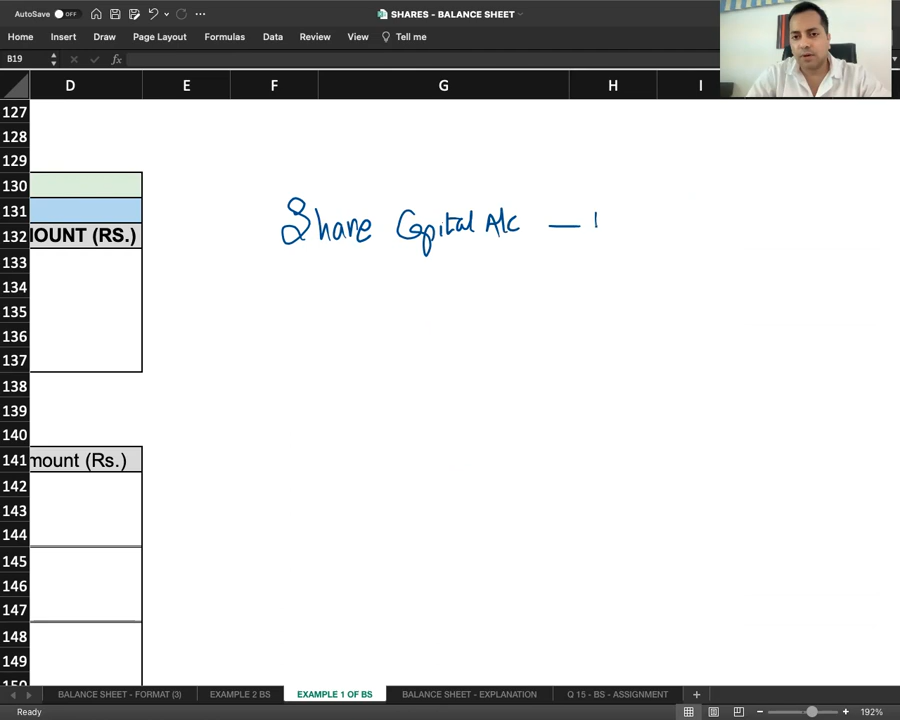 AutoSave OFF SHARES - BALANCE SHEET
Home Insert Draw Page Layout Formulas Data Review View Tell me
B19 fx
D E F G H I
127
128
129
130
131
132 IOUNT (RS.)
133
134
135
136
137
138
139
140
141 mount (Rs.)
142
143
144
145
146
147
148
149
150
Share Capital A/c —
BALANCE SHEET - FORMAT (3) EXAMPLE 2 BS EXAMPLE 1 OF BS BALANCE SHEET - EXPLANATION Q 15 - BS - ASSIGNMENT +
Ready 192%